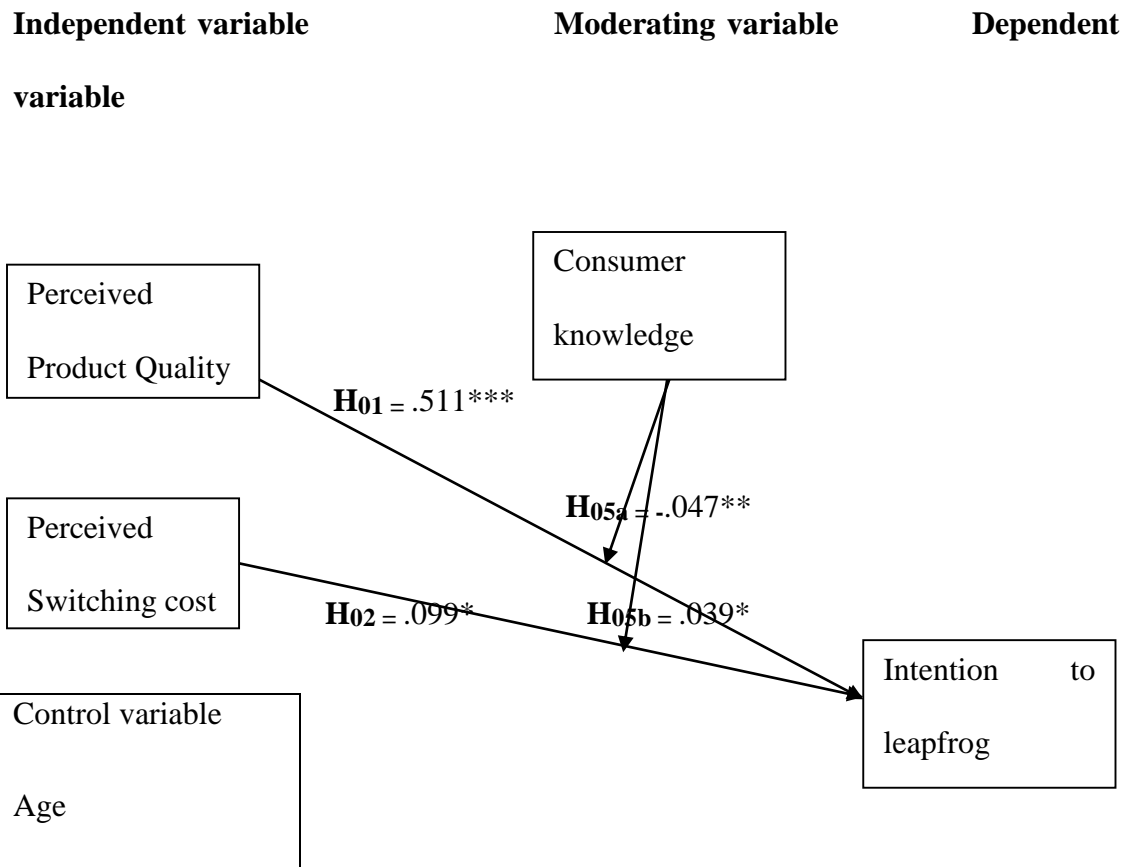 Independent variable Moderating variable Dependent
variable
Consumer
knowledge
Perceived
Product Quality
H01 = .511***
H05a = -.047**
Perceived
Switching cost
H02 = .099*
H05b = .039*
Intention to
leapfrog
Control variable
Age